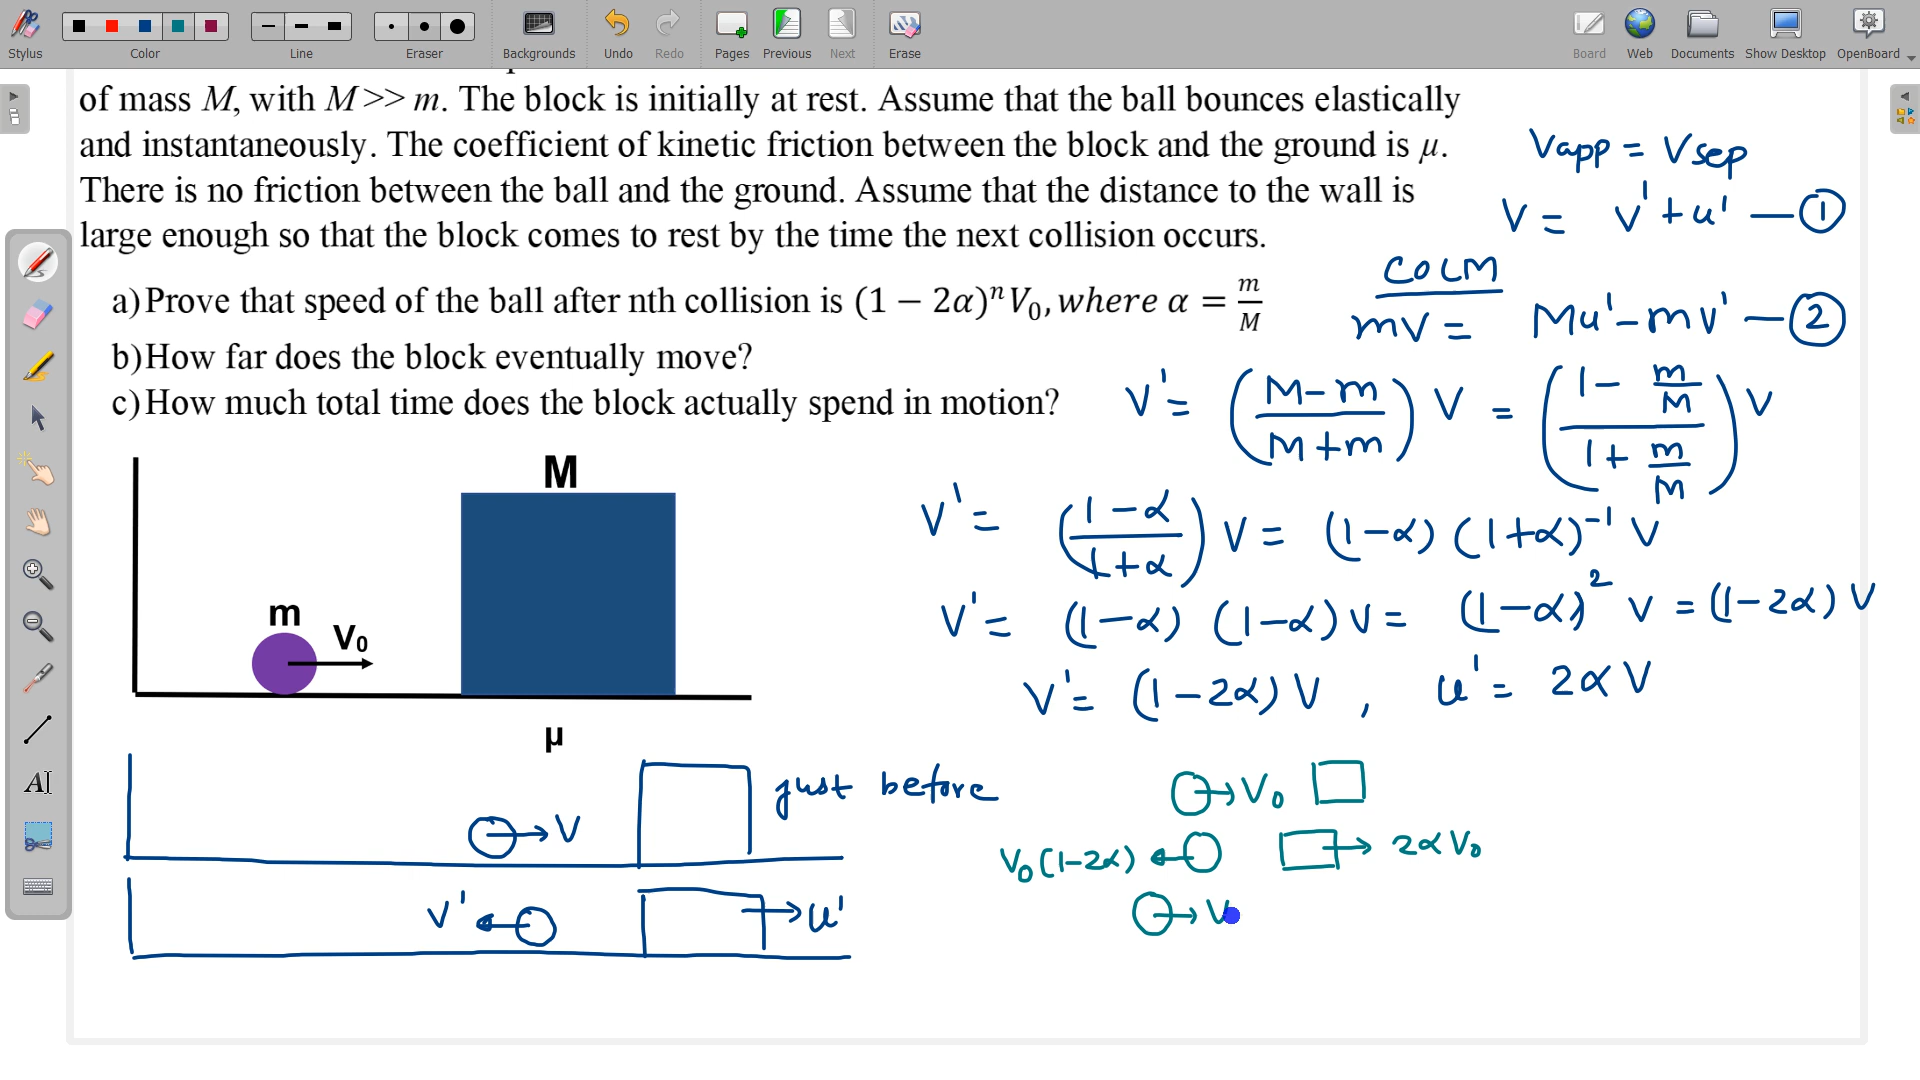 Stylus Color Line Eraser Backgrounds Undo Redo Pages Previous Next Erase Board Web Documents Show Desktop OpenBoard
of mass M, with M >> m. The block is initially at rest. Assume that the ball bounces elastically
and instantaneously. The coefficient of kinetic friction between the block and the ground is μ.
There is no friction between the ball and the ground. Assume that the distance to the wall is
large enough so that the block comes to rest by the time the next collision occurs.
a) Prove that speed of the ball after nth collision is (1 − 2α)ⁿV₀, where α = m/M
b) How far does the block eventually move?
c) How much total time does the block actually spend in motion?
Vapp = Vsep
V = V' + u' — ①
COLM
mV = Mu' - mV' — ②
V' = ((M-m)/(M+m)) V = ((1 - m/M)/(1 + m/M)) V
V' = ((1-α)/(1+α)) V = (1-α) (1+α)⁻¹ V
V' = (1-α) (1-α) V = (1-α)² V = (1-2α) V
V' = (1-2α) V , u' = 2αV
M
m
V₀
μ
V just before
V' u'
V₀
V₀(1-2α) 2αV₀
V
AI